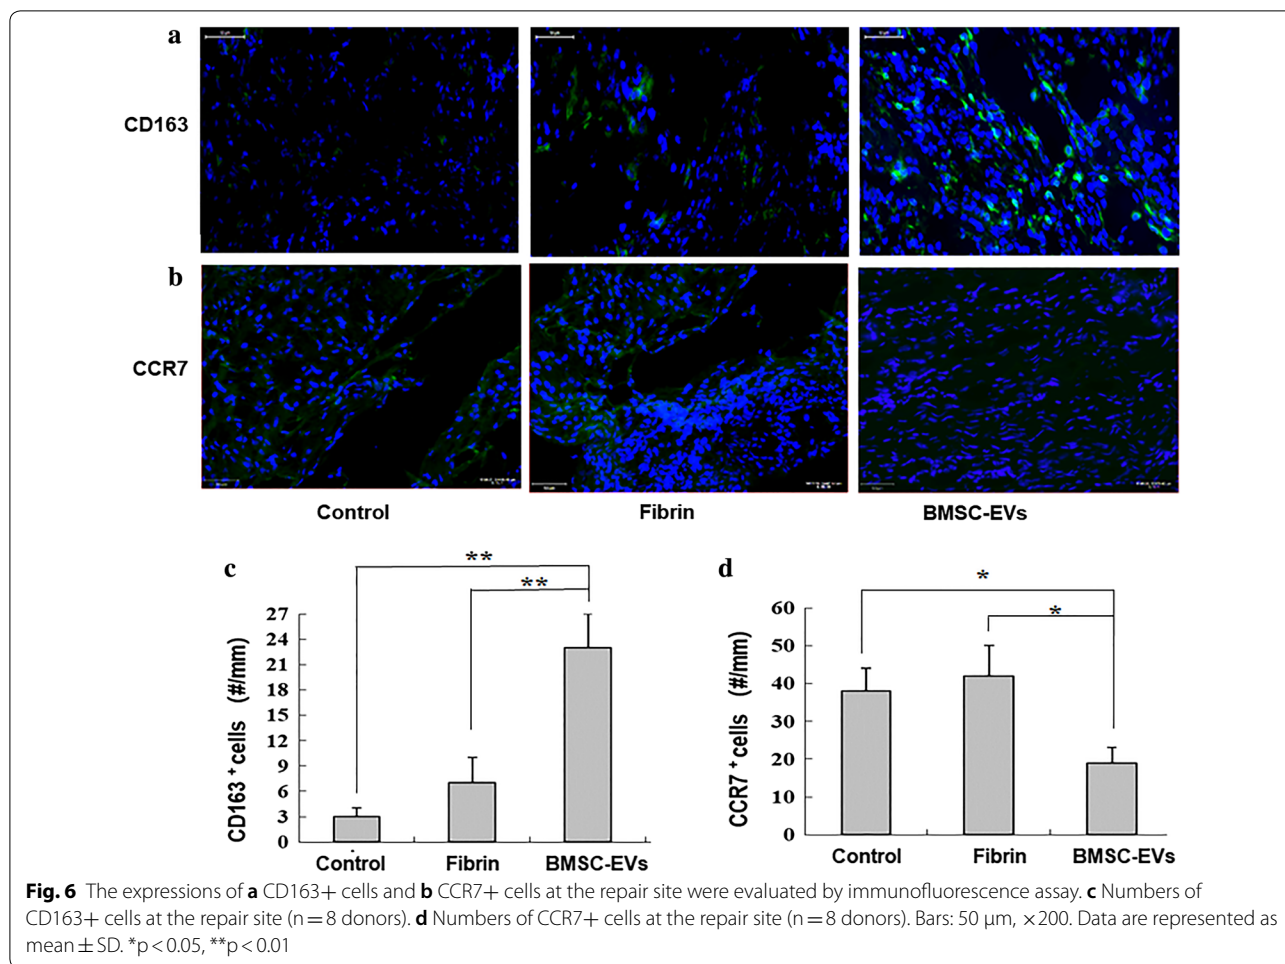 a
CD163
b
CCR7
Control Fibrin BMSC-EVs
c
**
**
CD163+ cells (#/mm)
27
24
21
18
15
12
9
6
3
0
Control Fibrin BMSC-EVs
d
*
*
CCR7+ cells (#/mm)
60
50
40
30
20
10
0
Control Fibrin BMSC-EVs
Fig. 6 The expressions of a CD163+ cells and b CCR7+ cells at the repair site were evaluated by immunofluorescence assay. c Numbers of
CD163+ cells at the repair site (n = 8 donors). d Numbers of CCR7+ cells at the repair site (n = 8 donors). Bars: 50 µm, ×200. Data are represented as
mean ± SD. *p < 0.05, **p < 0.01